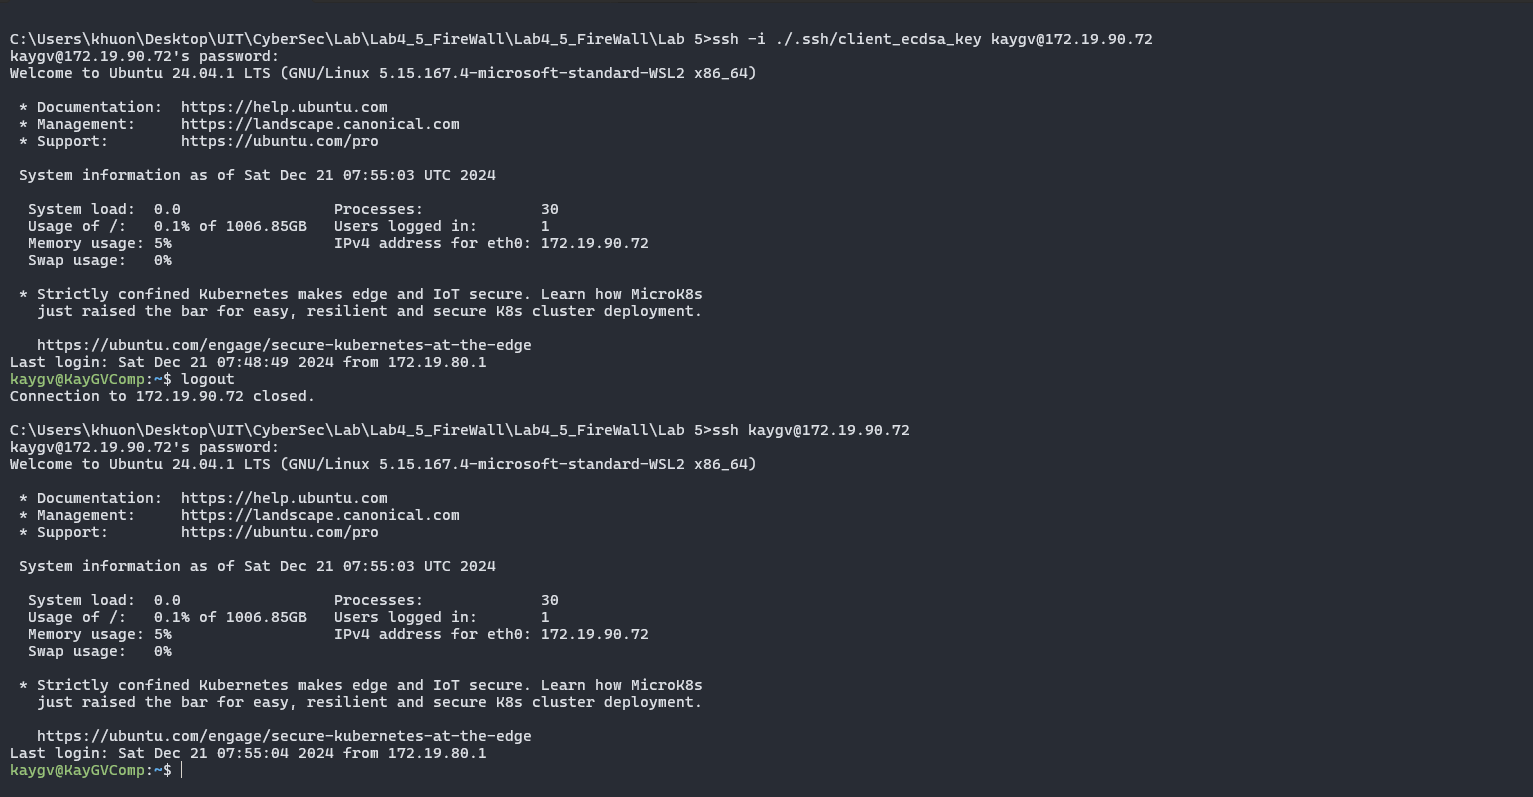 C:\Users\khuon\Desktop\UIT\CyberSec\Lab\Lab4_5_FireWall\Lab4_5_FireWall\Lab 5>ssh -i ./.ssh/client_ecdsa_key kaygv@172.19.90.72
kaygv@172.19.90.72's password:
Welcome to Ubuntu 24.04.1 LTS (GNU/Linux 5.15.167.4-microsoft-standard-WSL2 x86_64)

 * Documentation:  https://help.ubuntu.com
 * Management:     https://landscape.canonical.com
 * Support:        https://ubuntu.com/pro

 System information as of Sat Dec 21 07:55:03 UTC 2024

  System load:  0.0                 Processes:             30
  Usage of /:   0.1% of 1006.85GB   Users logged in:       1
  Memory usage: 5%                  IPv4 address for eth0: 172.19.90.72
  Swap usage:   0%

 * Strictly confined Kubernetes makes edge and IoT secure. Learn how MicroK8s
   just raised the bar for easy, resilient and secure K8s cluster deployment.

   https://ubuntu.com/engage/secure-kubernetes-at-the-edge
Last login: Sat Dec 21 07:48:49 2024 from 172.19.80.1
kaygv@KayGVComp:~$ logout
Connection to 172.19.90.72 closed.

C:\Users\khuon\Desktop\UIT\CyberSec\Lab\Lab4_5_FireWall\Lab4_5_FireWall\Lab 5>ssh kaygv@172.19.90.72
kaygv@172.19.90.72's password:
Welcome to Ubuntu 24.04.1 LTS (GNU/Linux 5.15.167.4-microsoft-standard-WSL2 x86_64)

 * Documentation:  https://help.ubuntu.com
 * Management:     https://landscape.canonical.com
 * Support:        https://ubuntu.com/pro

 System information as of Sat Dec 21 07:55:03 UTC 2024

  System load:  0.0                 Processes:             30
  Usage of /:   0.1% of 1006.85GB   Users logged in:       1
  Memory usage: 5%                  IPv4 address for eth0: 172.19.90.72
  Swap usage:   0%

 * Strictly confined Kubernetes makes edge and IoT secure. Learn how MicroK8s
   just raised the bar for easy, resilient and secure K8s cluster deployment.

   https://ubuntu.com/engage/secure-kubernetes-at-the-edge
Last login: Sat Dec 21 07:55:04 2024 from 172.19.80.1
kaygv@KayGVComp:~$